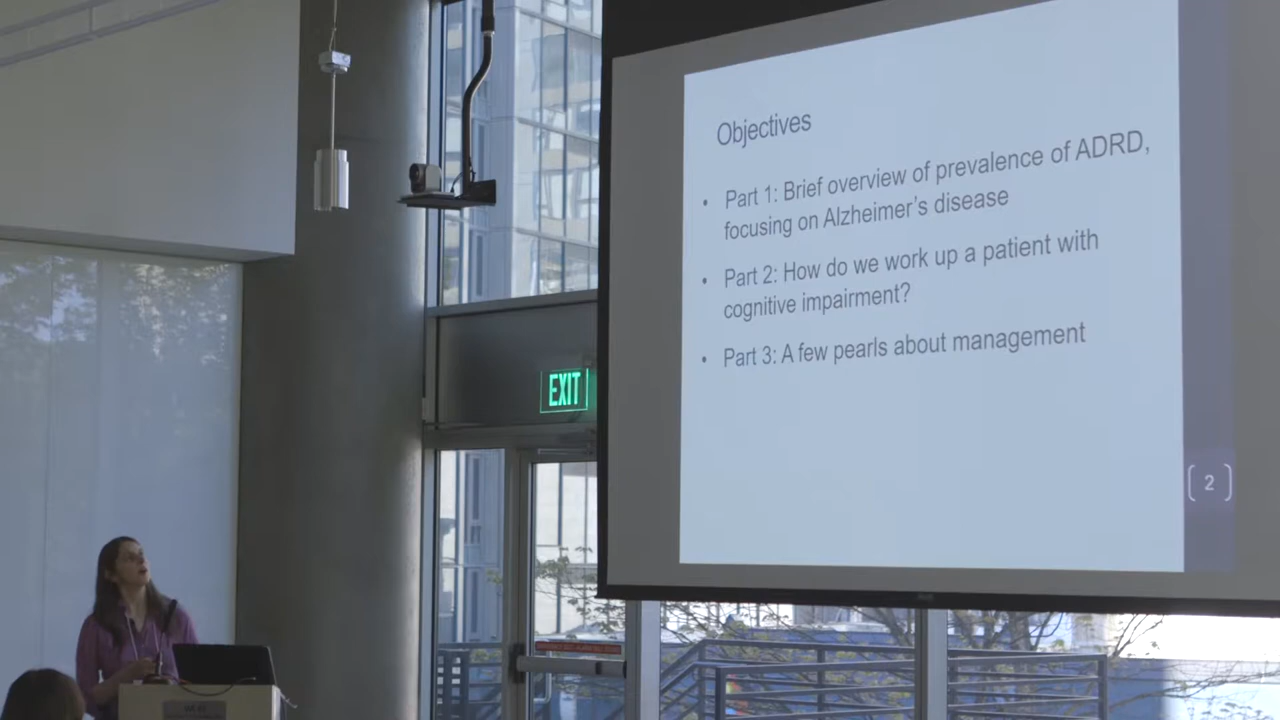 Objectives
• Part 1: Brief overview of prevalence of ADRD,
focusing on Alzheimer's disease
• Part 2: How do we work up a patient with
cognitive impairment?
• Part 3: A few pearls about management
EXIT
[ 2 ]